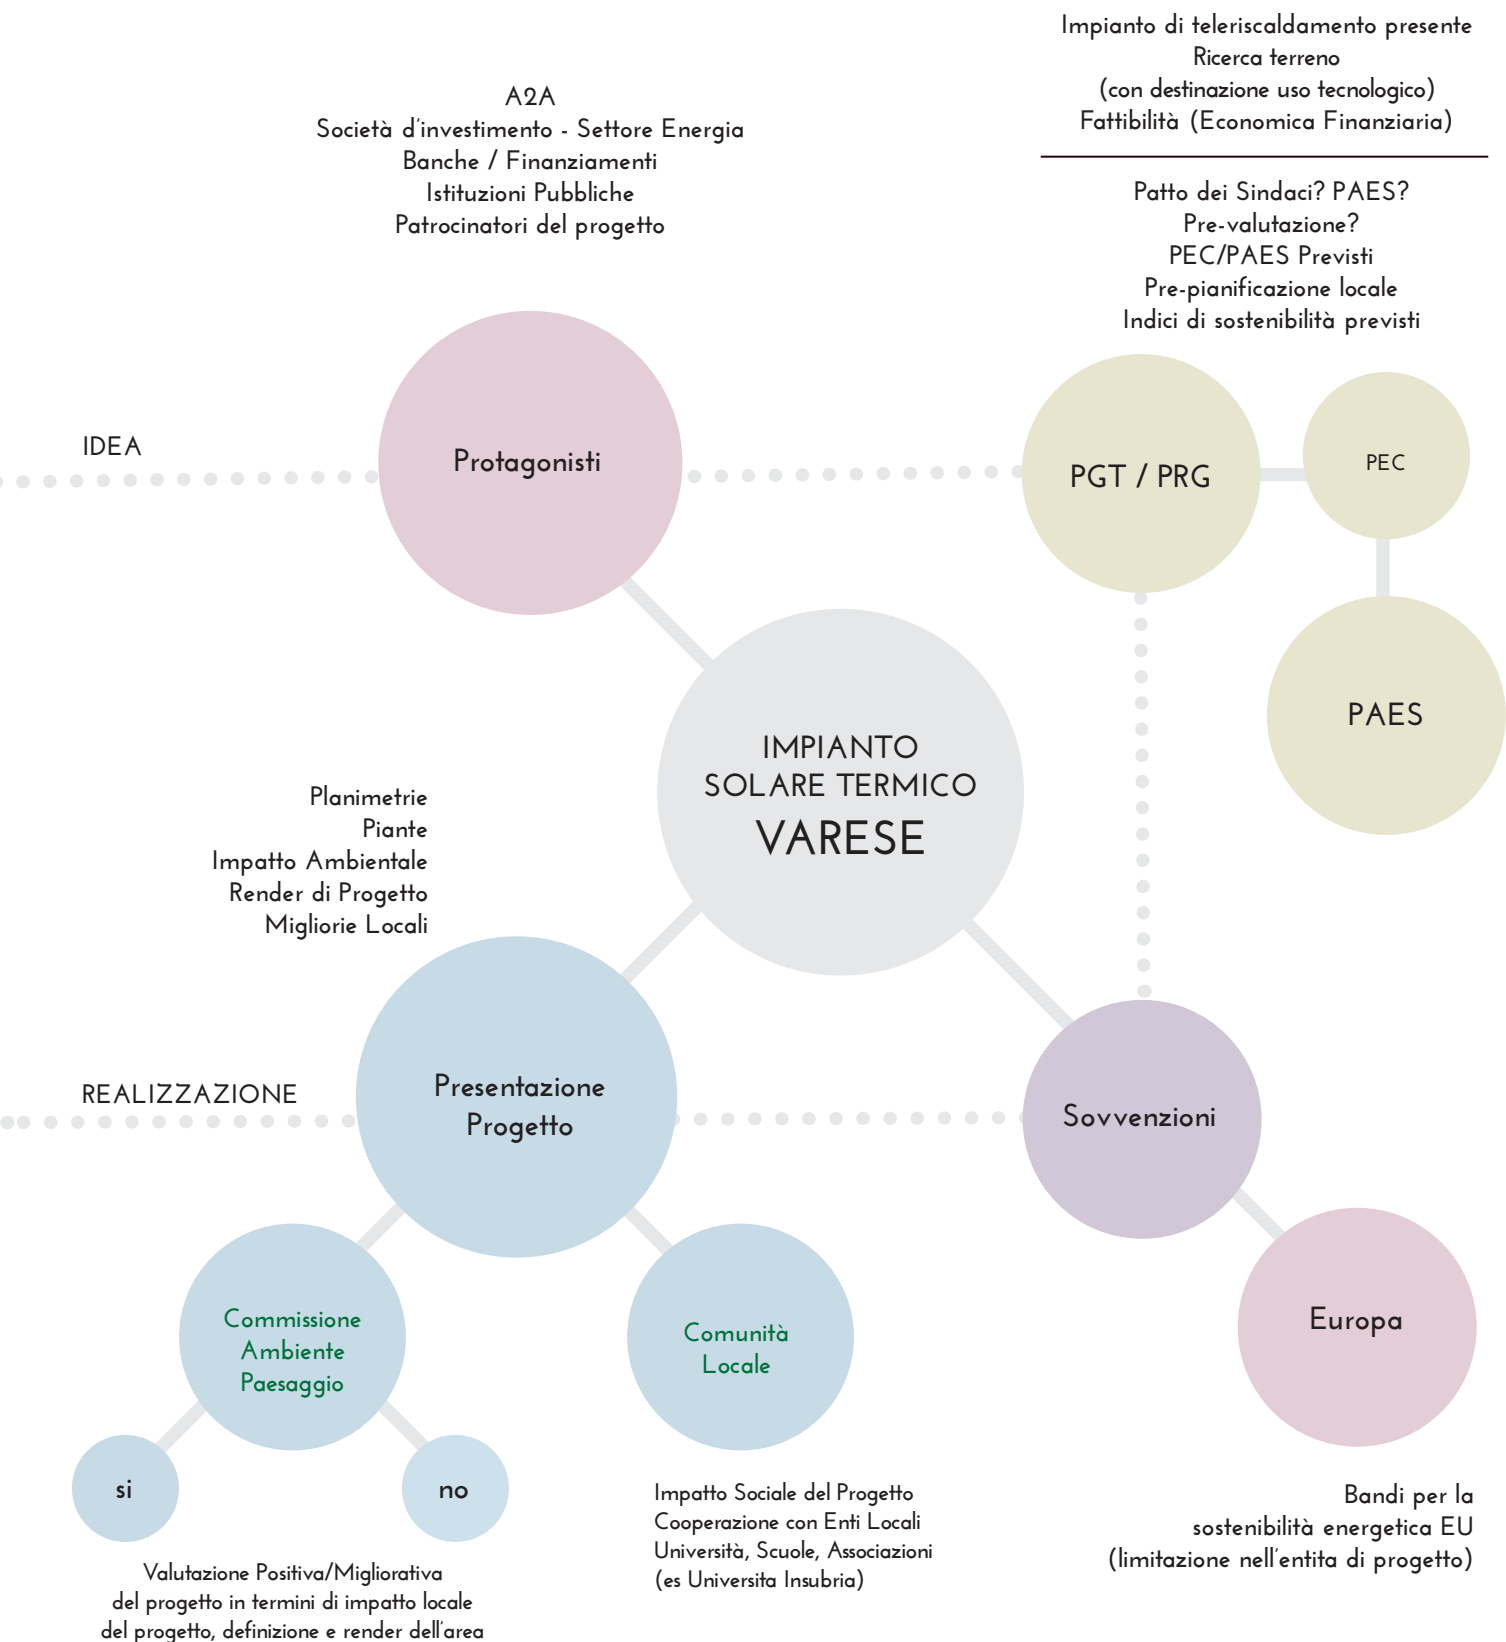 Impianto di teleriscaldamento presente
Ricerca terreno
(con destinazione uso tecnologico)
Fattibilità (Economica Finanziaria)
A2A
Società d'investimento - Settore Energia
Banche / Finanziamenti
Istituzioni Pubbliche
Patrocinatori del progetto
Patto dei Sindaci? PAES?
Pre-valutazione?
PEC/PAES Previsti
Pre-pianificazione locale
Indici di sostenibilità previsti
IDEA
Protagonisti
PGT / PRG
PEC
PAES
IMPIANTO
SOLARE TERMICO
VARESE
Planimetrie
Piante
Impatto Ambientale
Render di Progetto
Migliorie Locali
REALIZZAZIONE
Presentazione
Progetto
Sovvenzioni
Commissione
Ambiente
Paesaggio
Comunità
Locale
Europa
si
no
Valutazione Positiva/Migliorativa
del progetto in termini di impatto locale
del progetto, definizione e render dell'area
Impatto Sociale del Progetto
Cooperazione con Enti Locali
Università, Scuole, Associazioni
(es Universita Insubria)
Bandi per la
sostenibilità energetica EU
(limitazione nell'entita di progetto)